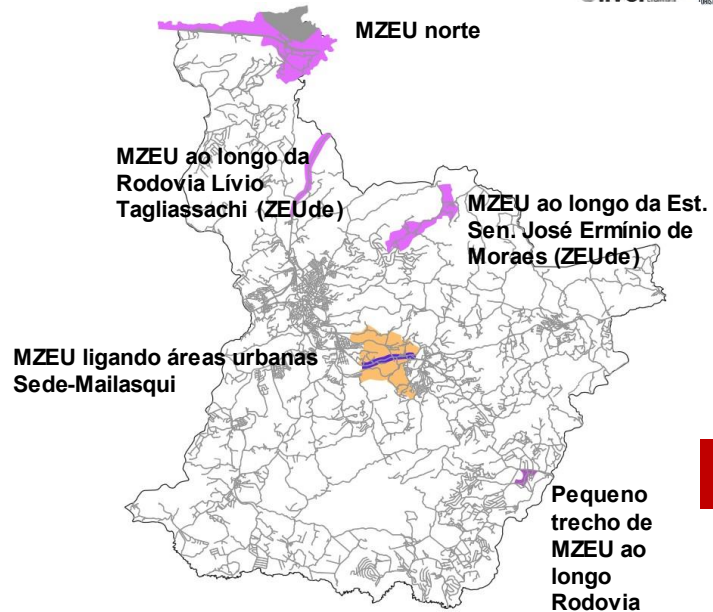 MZEU norte
MZEU ao longo da
Rodovia Lívio
Tagliassachi (ZEUde)
MZEU ao longo da Est.
Sen. José Ermínio de
Moraes (ZEUde)
MZEU ligando áreas urbanas
Sede-Mailasqui
Pequeno
trecho de
MZEU ao
longo
Rodovia